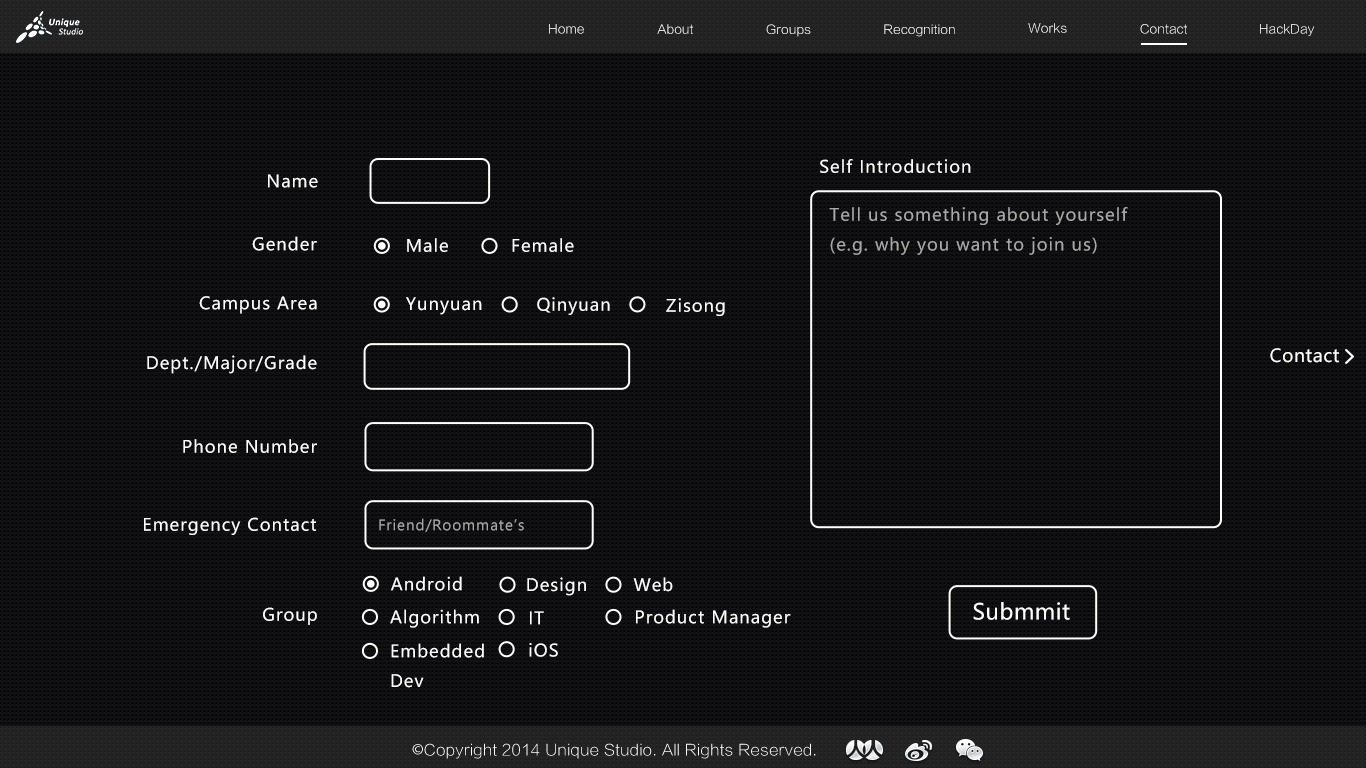 Unique
Studio
Home About Groups Recognition Works Contact HackDay
Name
Gender Male Female
Campus Area Yunyuan Qinyuan Zisong
Dept./Major/Grade
Phone Number
Emergency Contact Friend/Roommate's
Group
Android Design Web
Algorithm IT Product Manager
Embedded iOS
Dev
Self Introduction
Tell us something about yourself
(e.g. why you want to join us)
Contact
Submmit
©Copyright 2014 Unique Studio. All Rights Reserved.